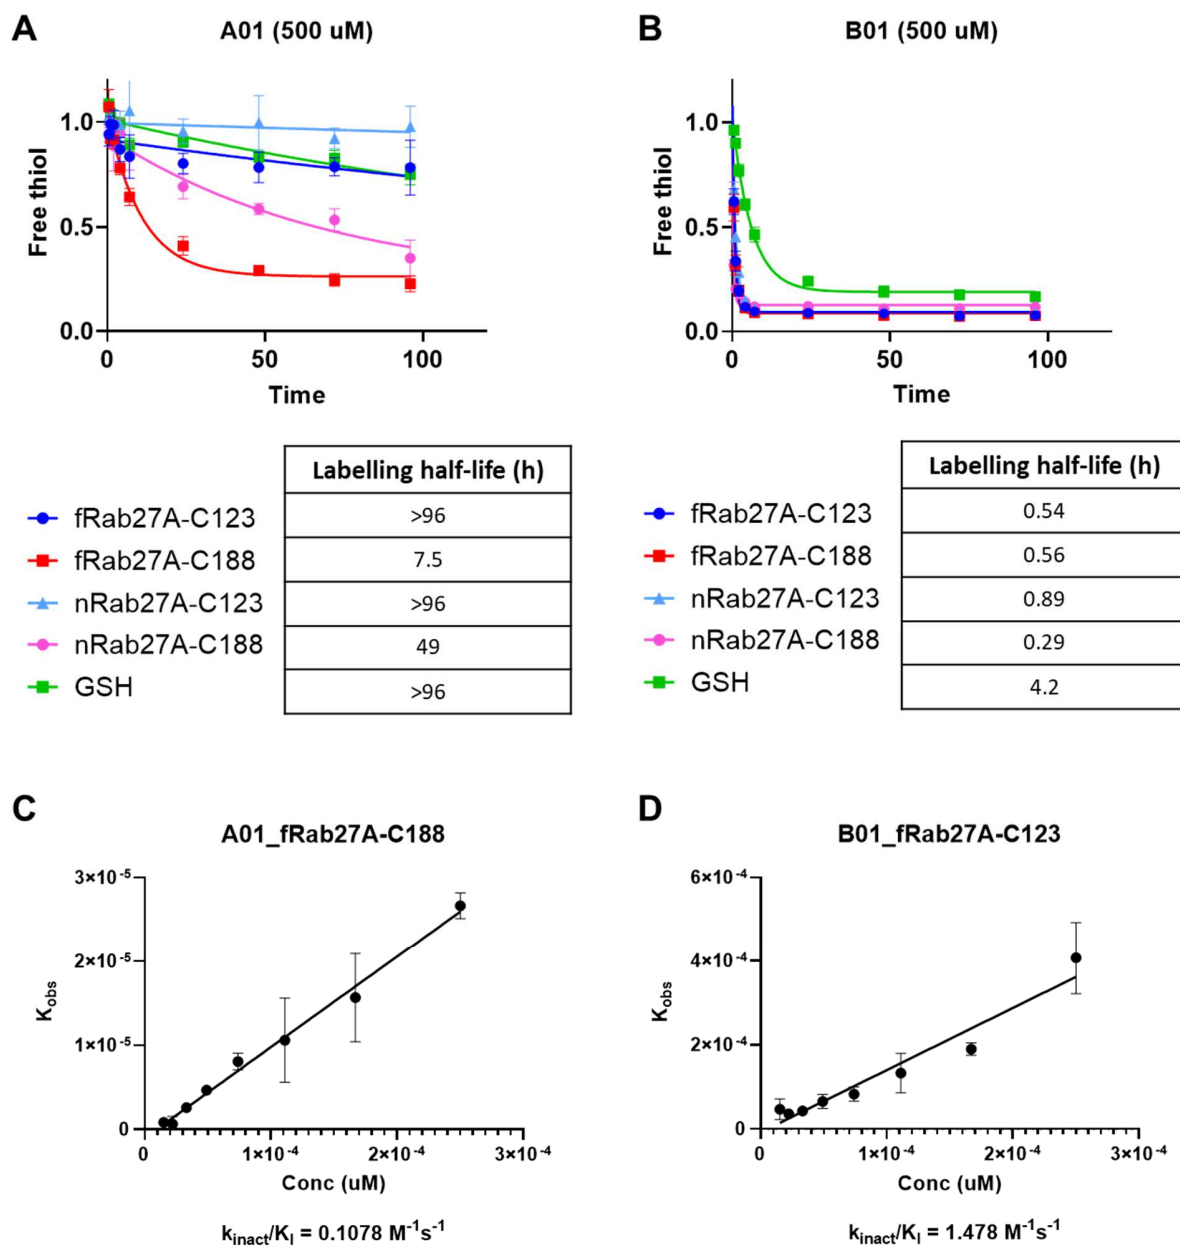 A
A01 (500 uM)
1.0
0.5
0.0
Free thiol
0
50
100
Time
Labelling half-life (h)
fRab27A-C123
>96
fRab27A-C188
7.5
nRab27A-C123
>96
nRab27A-C188
49
GSH
>96
B
B01 (500 uM)
1.0
0.5
0.0
Free thiol
0
50
100
Time
Labelling half-life (h)
fRab27A-C123
0.54
fRab27A-C188
0.56
nRab27A-C123
0.89
nRab27A-C188
0.29
GSH
4.2
C
A01_fRab27A-C188
3×10⁻⁵
2×10⁻⁵
1×10⁻⁵
0
K_obs
0
1×10⁻⁴
2×10⁻⁴
3×10⁻⁴
Conc (uM)
k_inact/K_I = 0.1078 M⁻¹s⁻¹
D
B01_fRab27A-C123
6×10⁻⁴
4×10⁻⁴
2×10⁻⁴
0
K_obs
0
1×10⁻⁴
2×10⁻⁴
3×10⁻⁴
Conc (uM)
k_inact/K_I = 1.478 M⁻¹s⁻¹